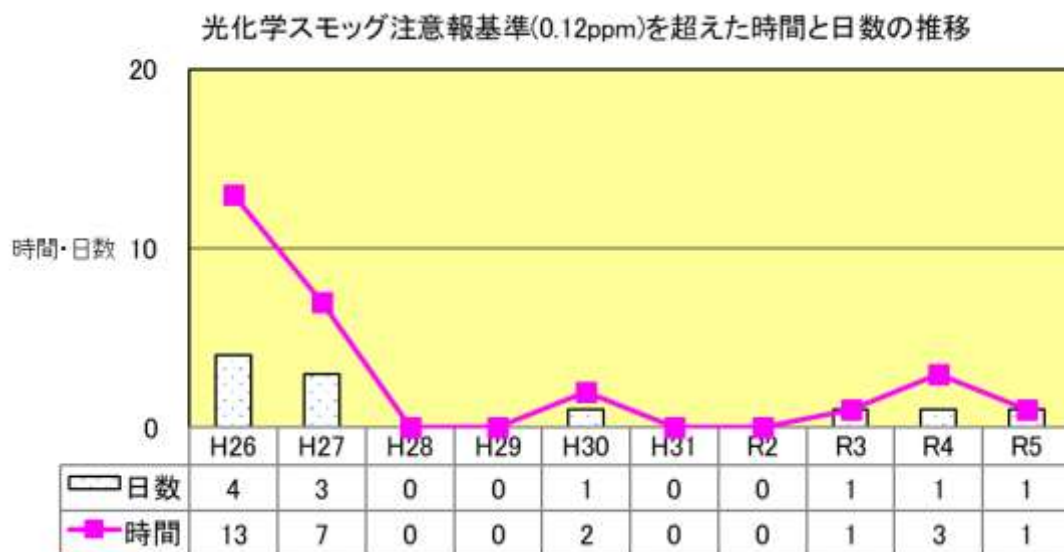 光化学スモッグ注意報基準(0.12ppm)を超えた時間と日数の推移
20
時間・日数 10
0
H26 H27 H28 H29 H30 H31 R2 R3 R4 R5
日数 4 3 0 0 1 0 0 1 1 1
時間 13 7 0 0 2 0 0 1 3 1